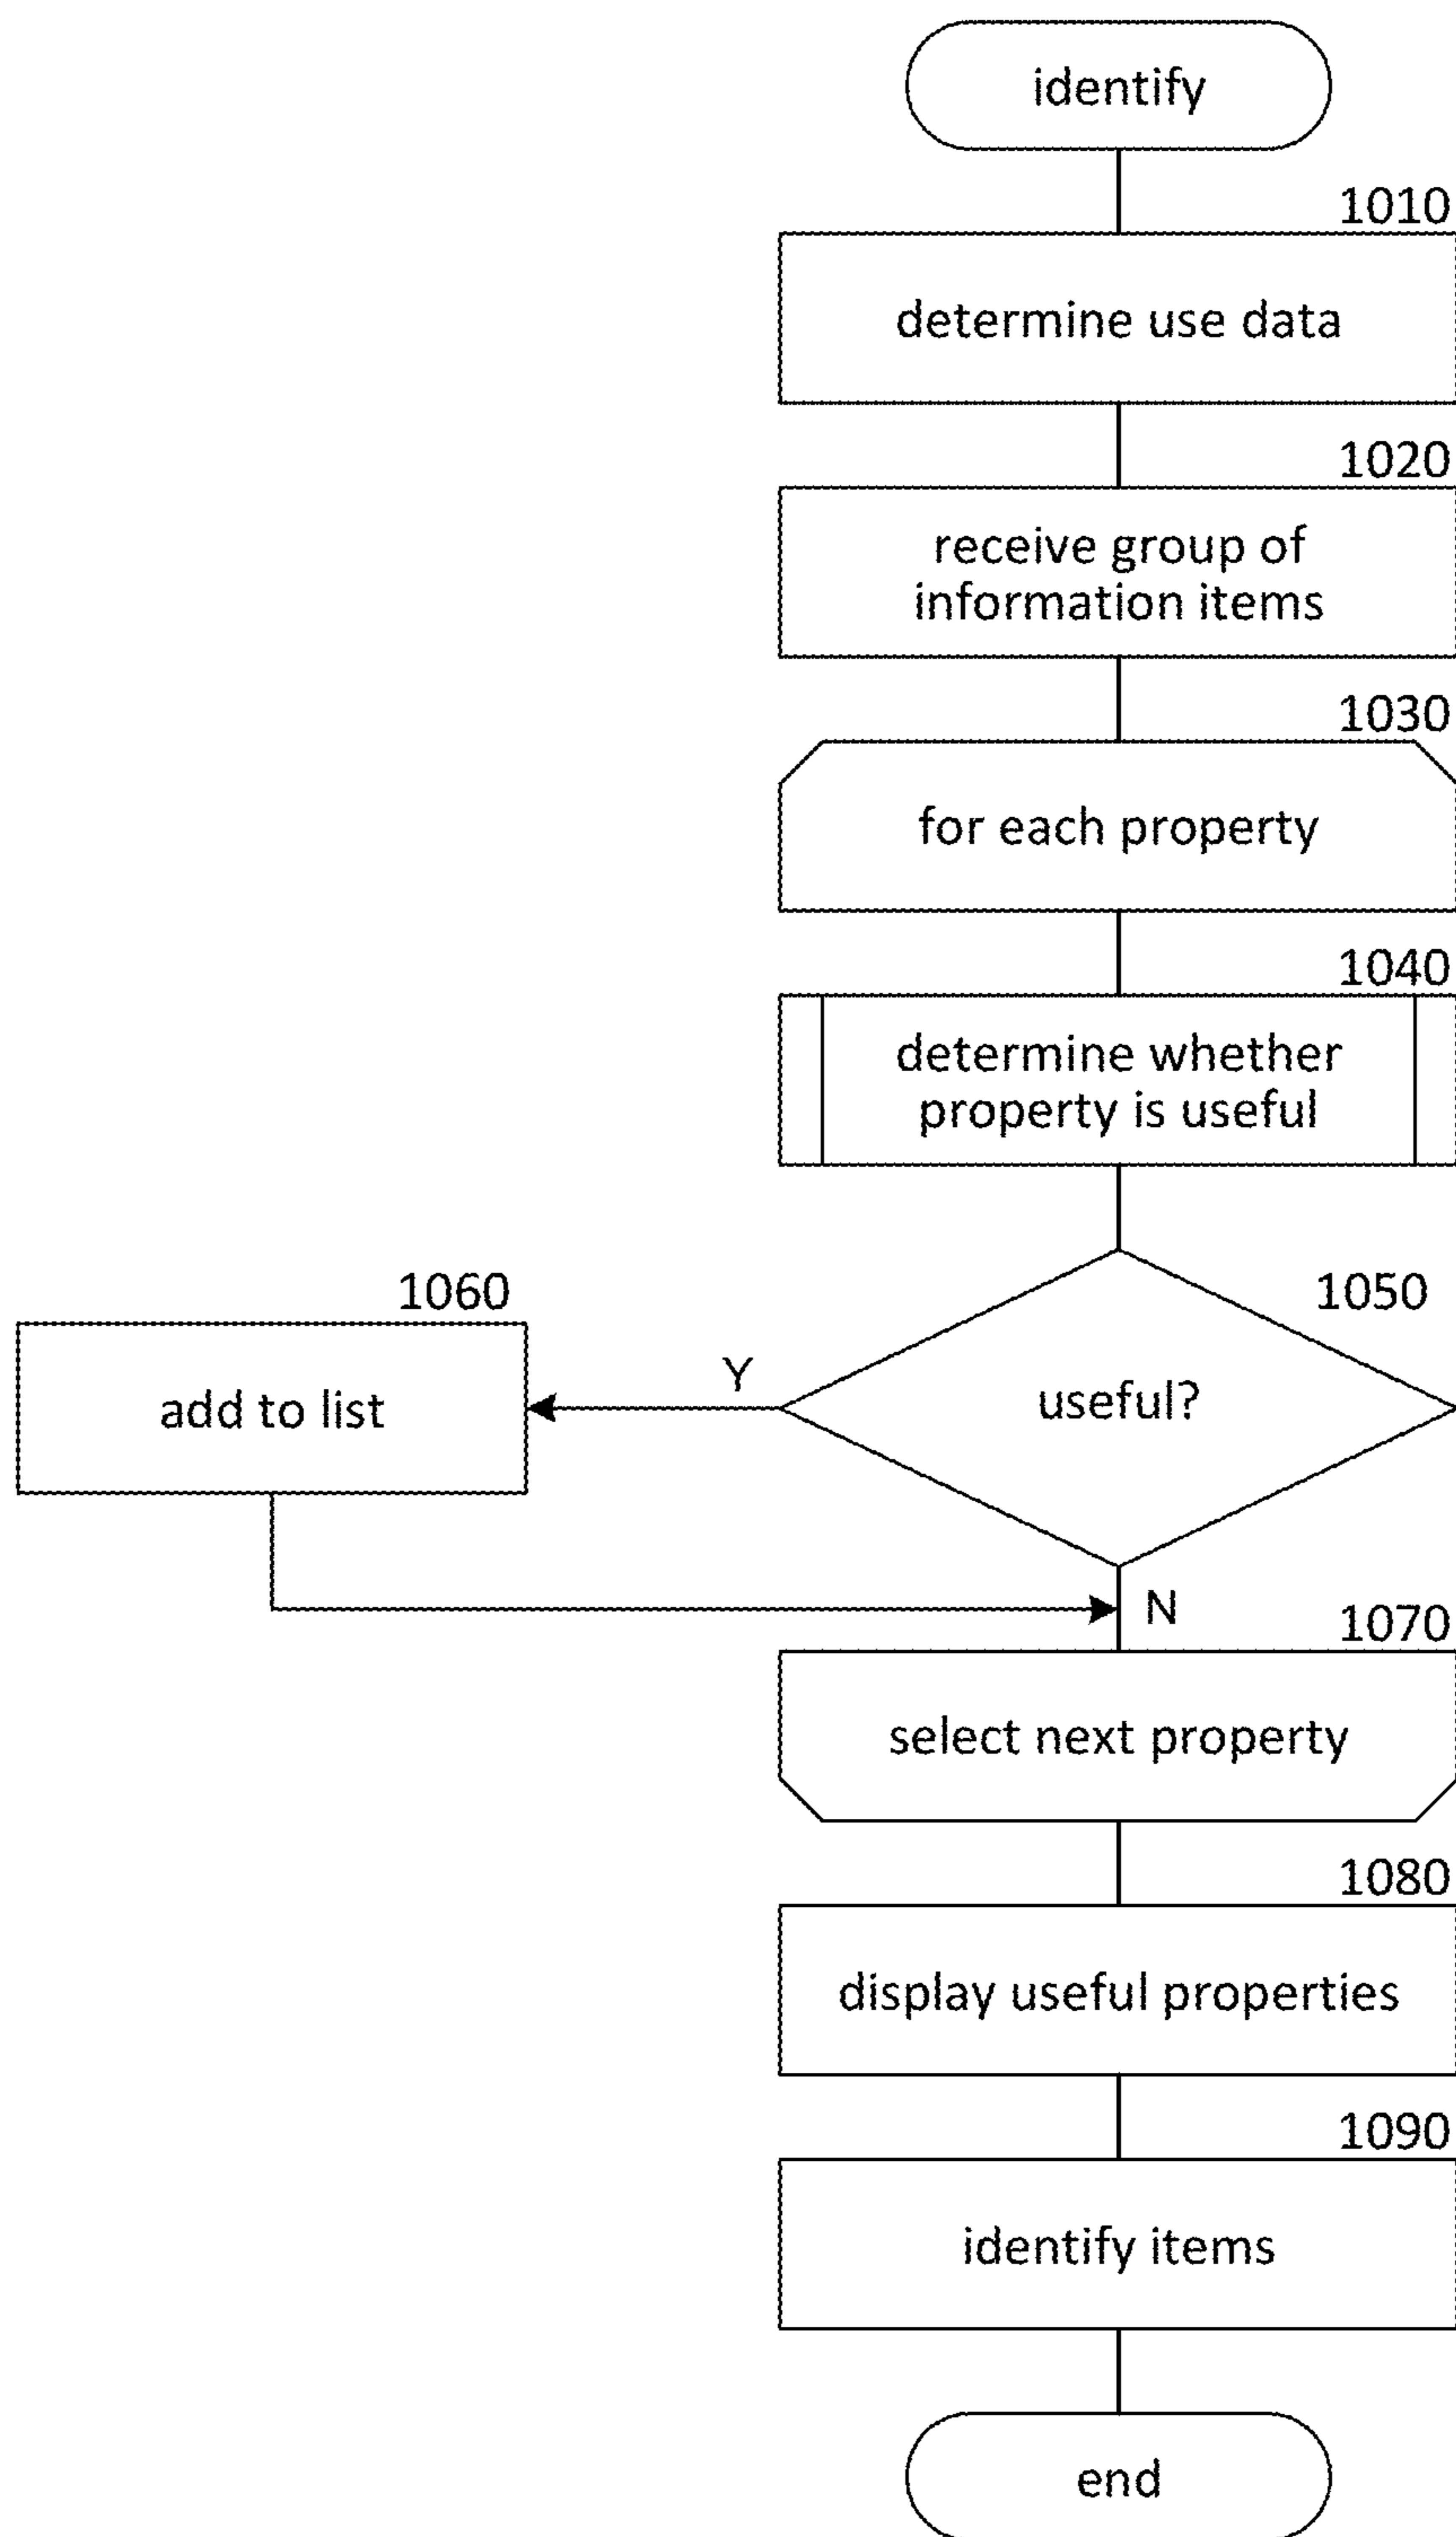 identify
1010
determine use data
1020
receive group of
information items
1030
for each property
1040
determine whether
property is useful
1050
useful?
Y
1060
add to list
N
1070
select next property
1080
display useful properties
1090
identify items
end